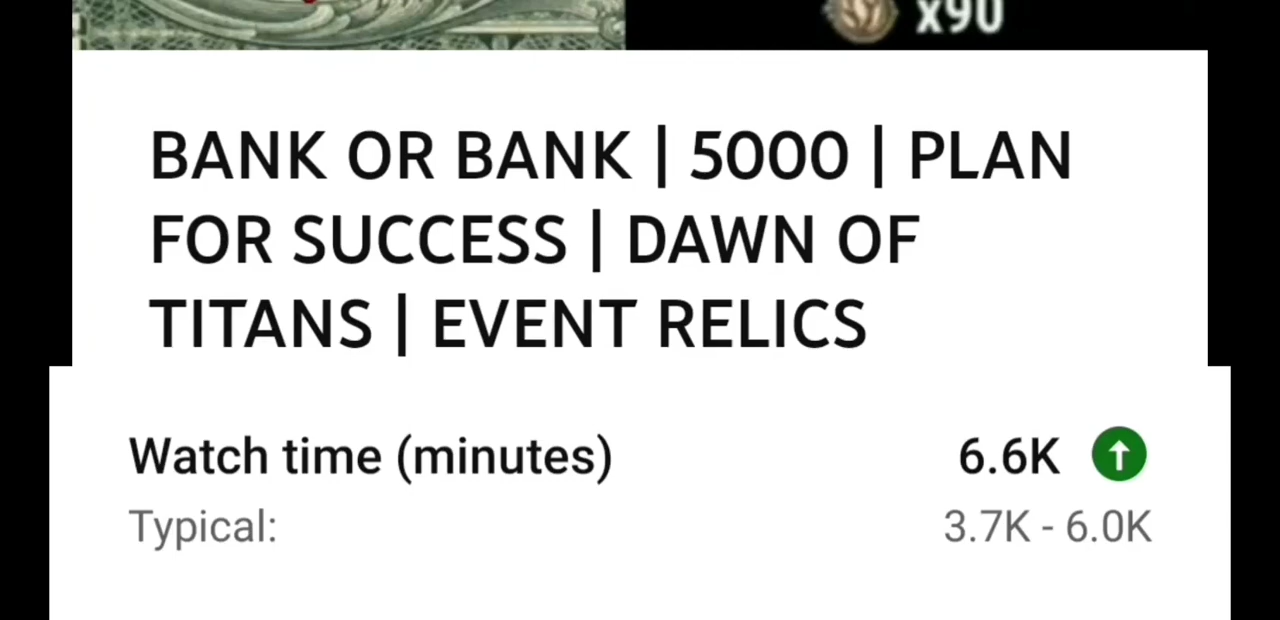 x90
BANK OR BANK | 5000 | PLAN
FOR SUCCESS | DAWN OF
TITANS | EVENT RELICS
Watch time (minutes) 6.6K
Typical: 3.7K - 6.0K